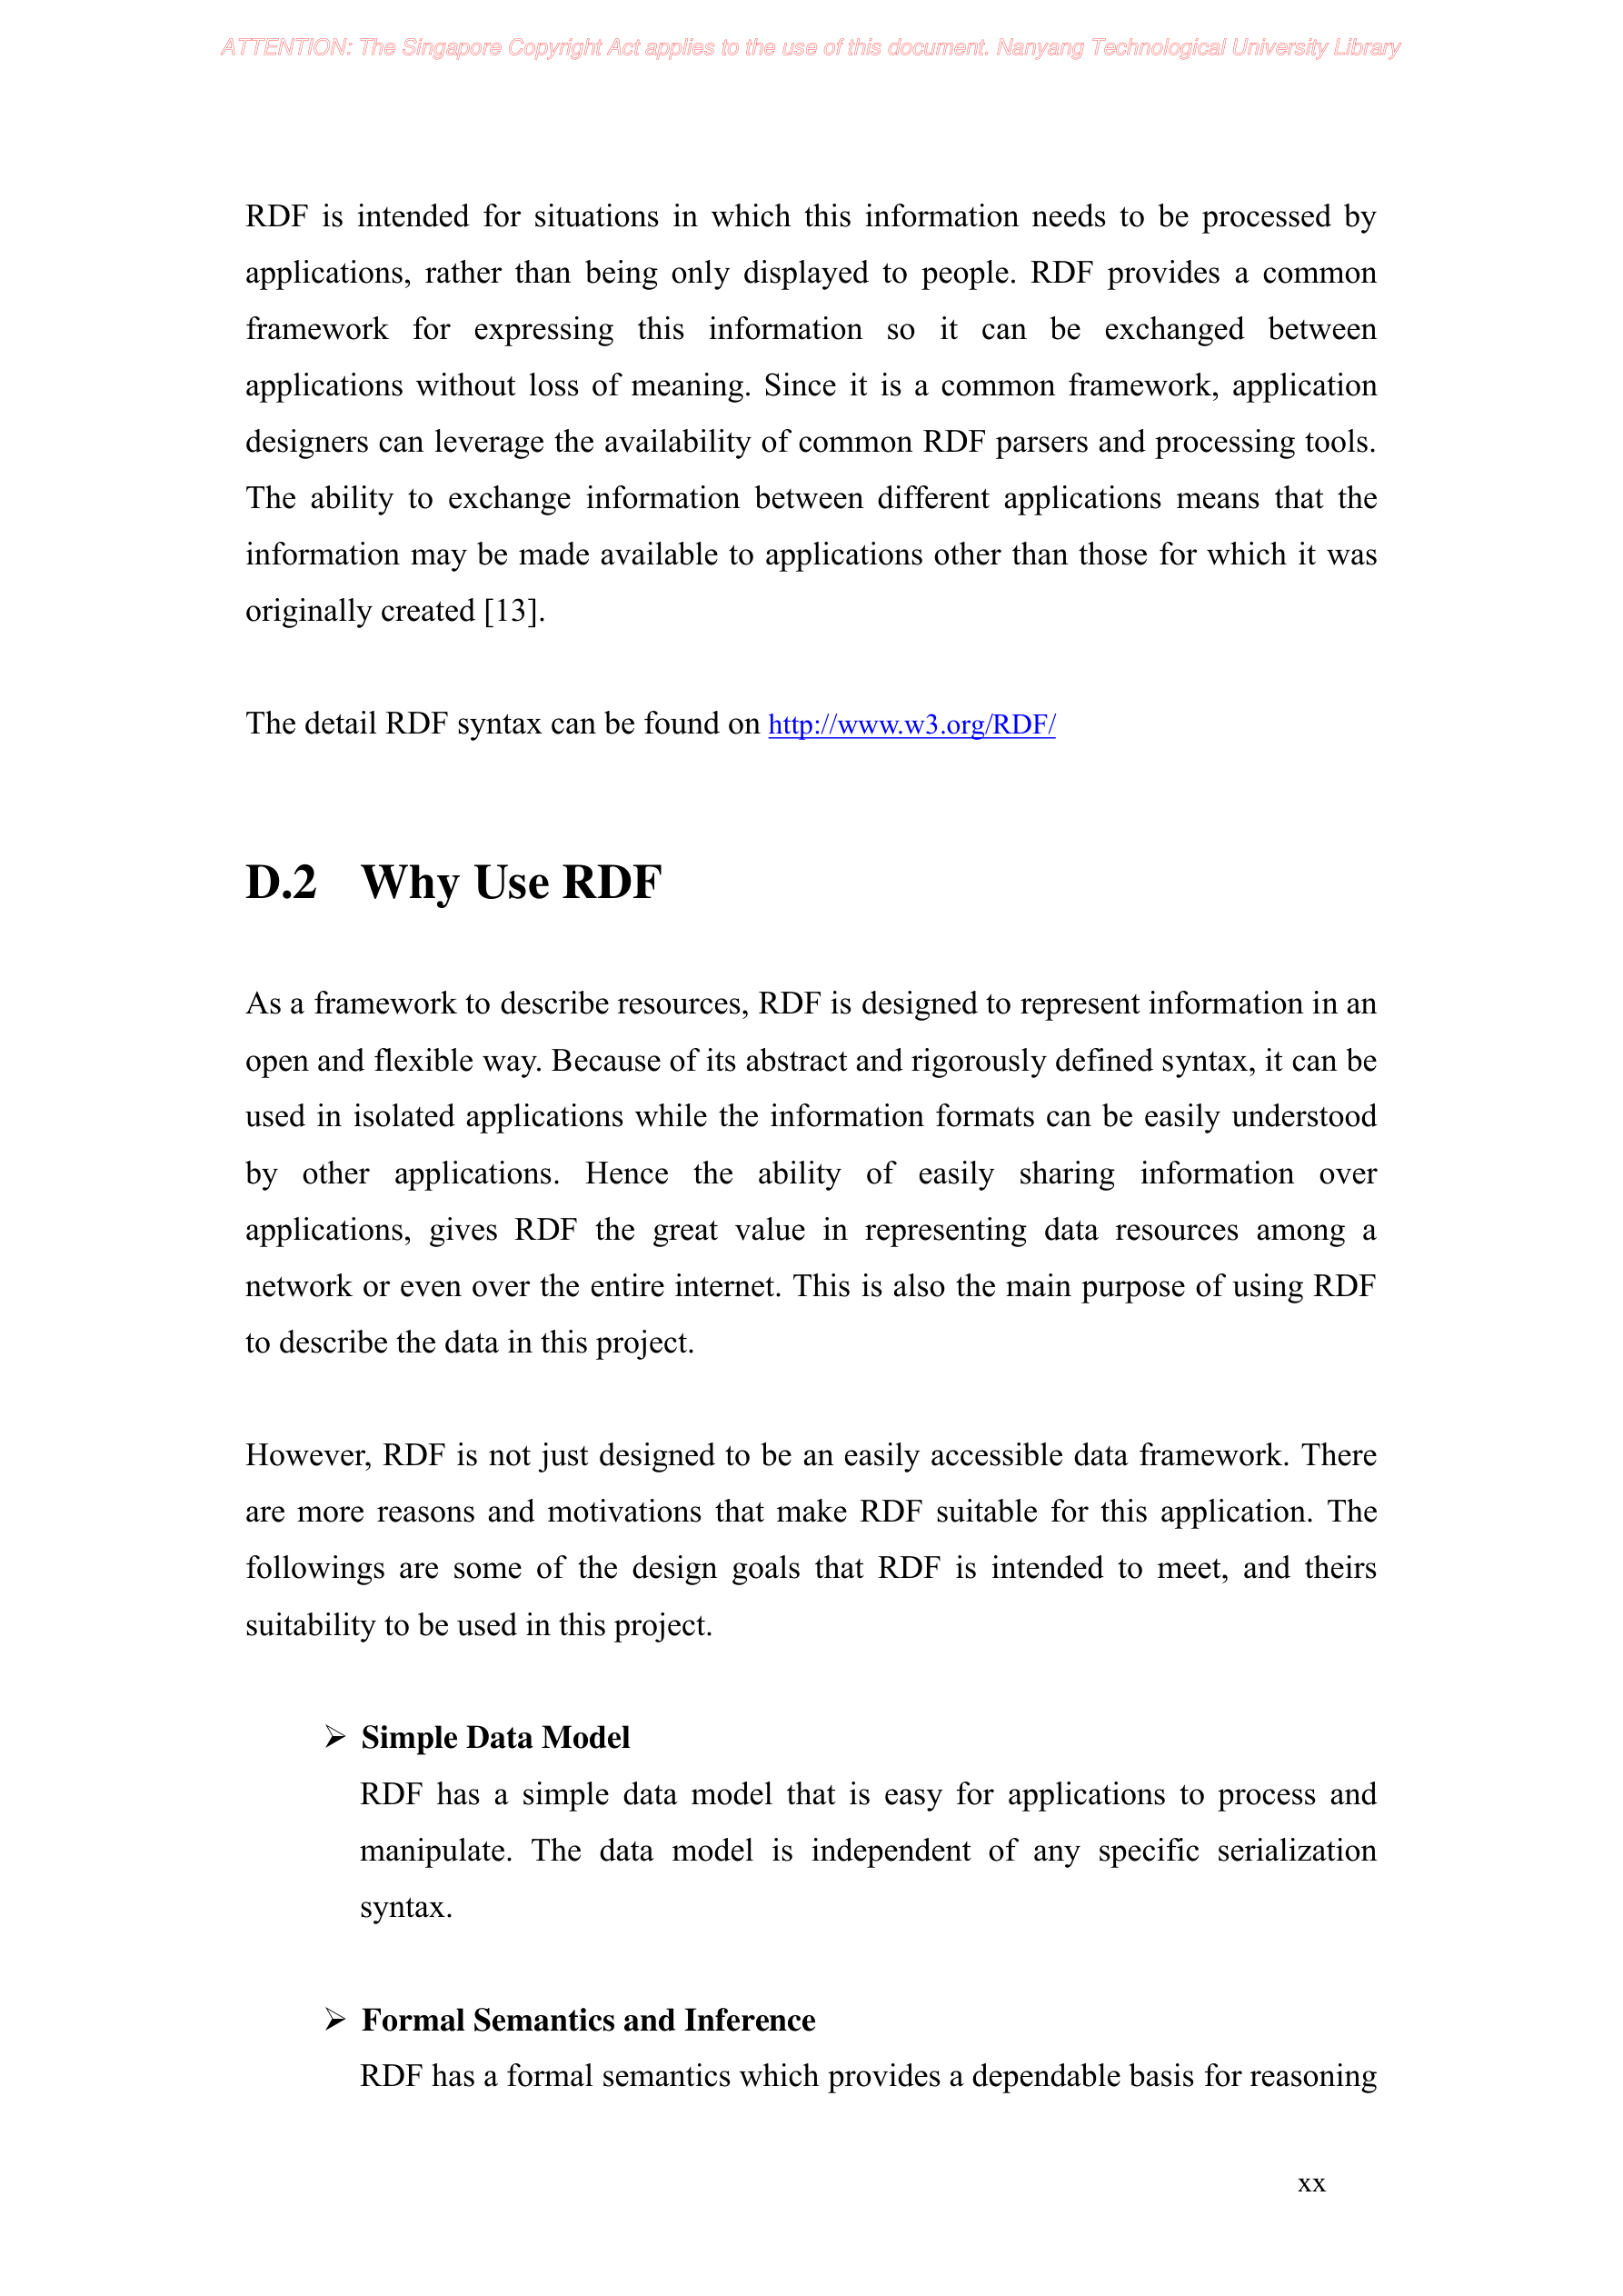 ATTENTION: The Singapore Copyright Act applies to the use of this document. Nanyang Technological University Library
RDF is intended for situations in which this information needs to be processed by
applications, rather than being only displayed to people. RDF provides a common
framework for expressing this information so it can be exchanged between
applications without loss of meaning. Since it is a common framework, application
designers can leverage the availability of common RDF parsers and processing tools.
The ability to exchange information between different applications means that the
information may be made available to applications other than those for which it was
originally created [13].
The detail RDF syntax can be found on http://www.w3.org/RDF/
D.2 Why Use RDF
As a framework to describe resources, RDF is designed to represent information in an
open and flexible way. Because of its abstract and rigorously defined syntax, it can be
used in isolated applications while the information formats can be easily understood
by other applications. Hence the ability of easily sharing information over
applications, gives RDF the great value in representing data resources among a
network or even over the entire internet. This is also the main purpose of using RDF
to describe the data in this project.
However, RDF is not just designed to be an easily accessible data framework. There
are more reasons and motivations that make RDF suitable for this application. The
followings are some of the design goals that RDF is intended to meet, and theirs
suitability to be used in this project.
➢ Simple Data Model
RDF has a simple data model that is easy for applications to process and
manipulate. The data model is independent of any specific serialization
syntax.
➢ Formal Semantics and Inference
RDF has a formal semantics which provides a dependable basis for reasoning
xx